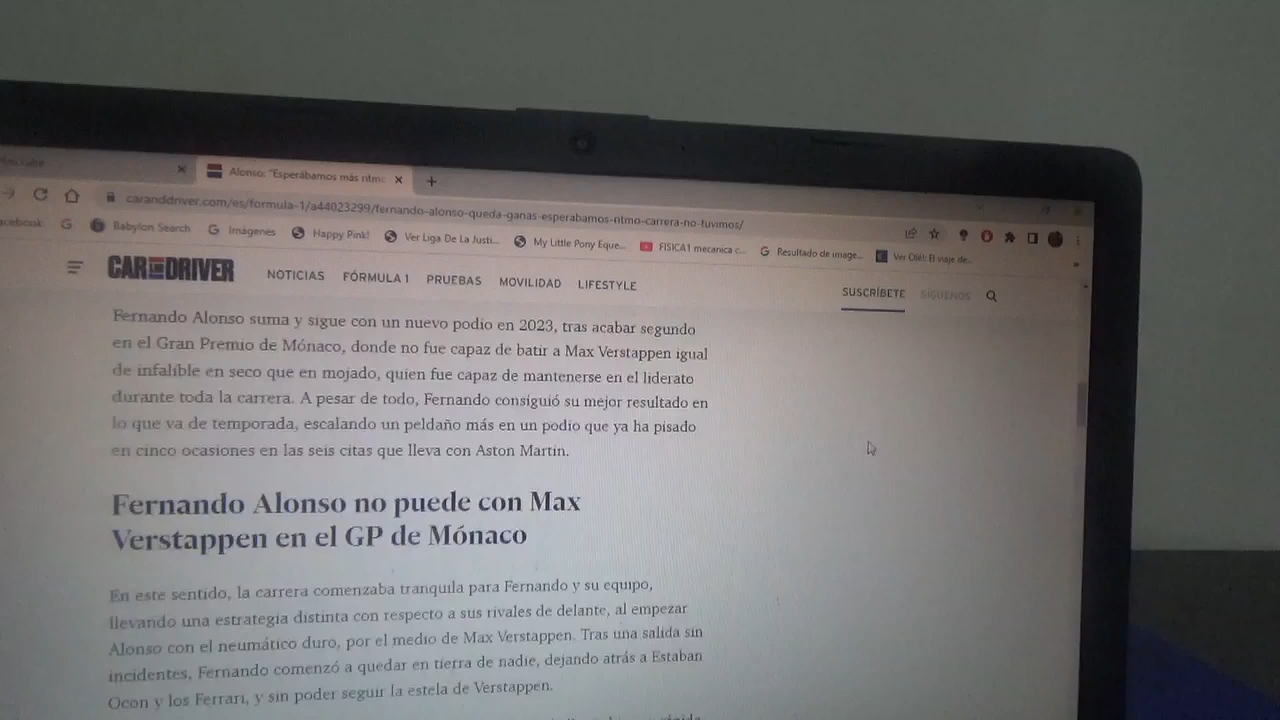 Alonso: "Esperábamos más ritmo
caranddriver.com/es/formula-1/a44023299/fernando-alonso-queda-ganas-esperabamos-ritmo-carrera-no-tuvimos/
acebook G Babylon Search Imágenes Happy Pink! Ver Liga De La Justi... My Little Pony Eque... FISICA1 mecanica c... Resultado de image... Ver Olé!: El viaje de...
CAR AND DRIVER NOTICIAS FÓRMULA 1 PRUEBAS MOVILIDAD LIFESTYLE SUSCRÍBETE SÍGUENOS
Fernando Alonso suma y sigue con un nuevo podio en 2023, tras acabar segundo
en el Gran Premio de Mónaco, donde no fue capaz de batir a Max Verstappen igual
de infalible en seco que en mojado, quien fue capaz de mantenerse en el liderato
durante toda la carrera. A pesar de todo, Fernando consiguió su mejor resultado en
lo que va de temporada, escalando un peldaño más en un podio que ya ha pisado
en cinco ocasiones en las seis citas que lleva con Aston Martin.
Fernando Alonso no puede con Max
Verstappen en el GP de Mónaco
En este sentido, la carrera comenzaba tranquila para Fernando y su equipo,
llevando una estrategia distinta con respecto a sus rivales de delante, al empezar
Alonso con el neumático duro, por el medio de Max Verstappen. Tras una salida sin
incidentes, Fernando comenzó a quedar en tierra de nadie, dejando atrás a Estaban
Ocon y los Ferrari, y sin poder seguir la estela de Verstappen.